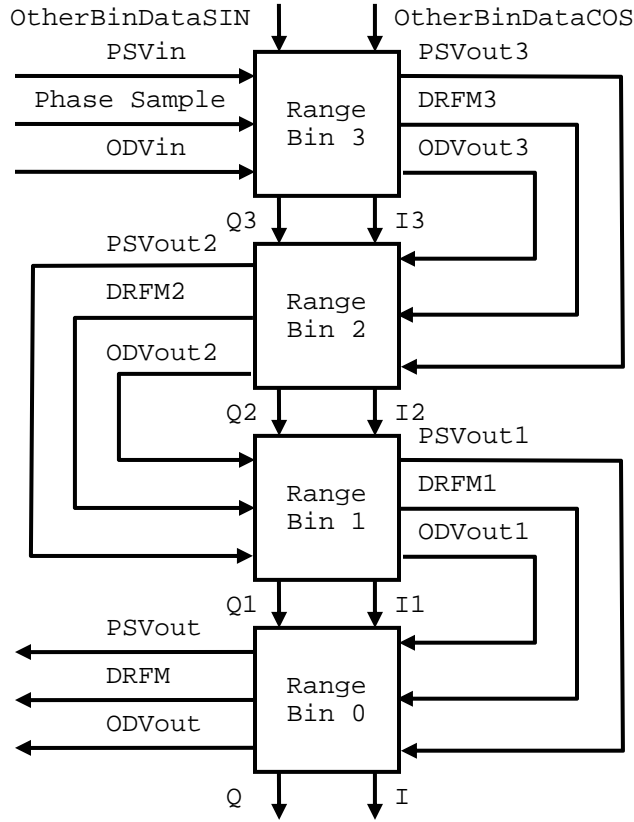 OtherBinDataSIN
OtherBinDataCOS
PSVin
PSVout3
Phase Sample
Range
Bin 3
DRFM3
ODVin
ODVout3
Q3
I3
PSVout2
DRFM2
Range
Bin 2
ODVout2
Q2
I2
PSVout1
Range
Bin 1
DRFM1
ODVout1
Q1
I1
PSVout
DRFM
Range
Bin 0
ODVout
Q
I